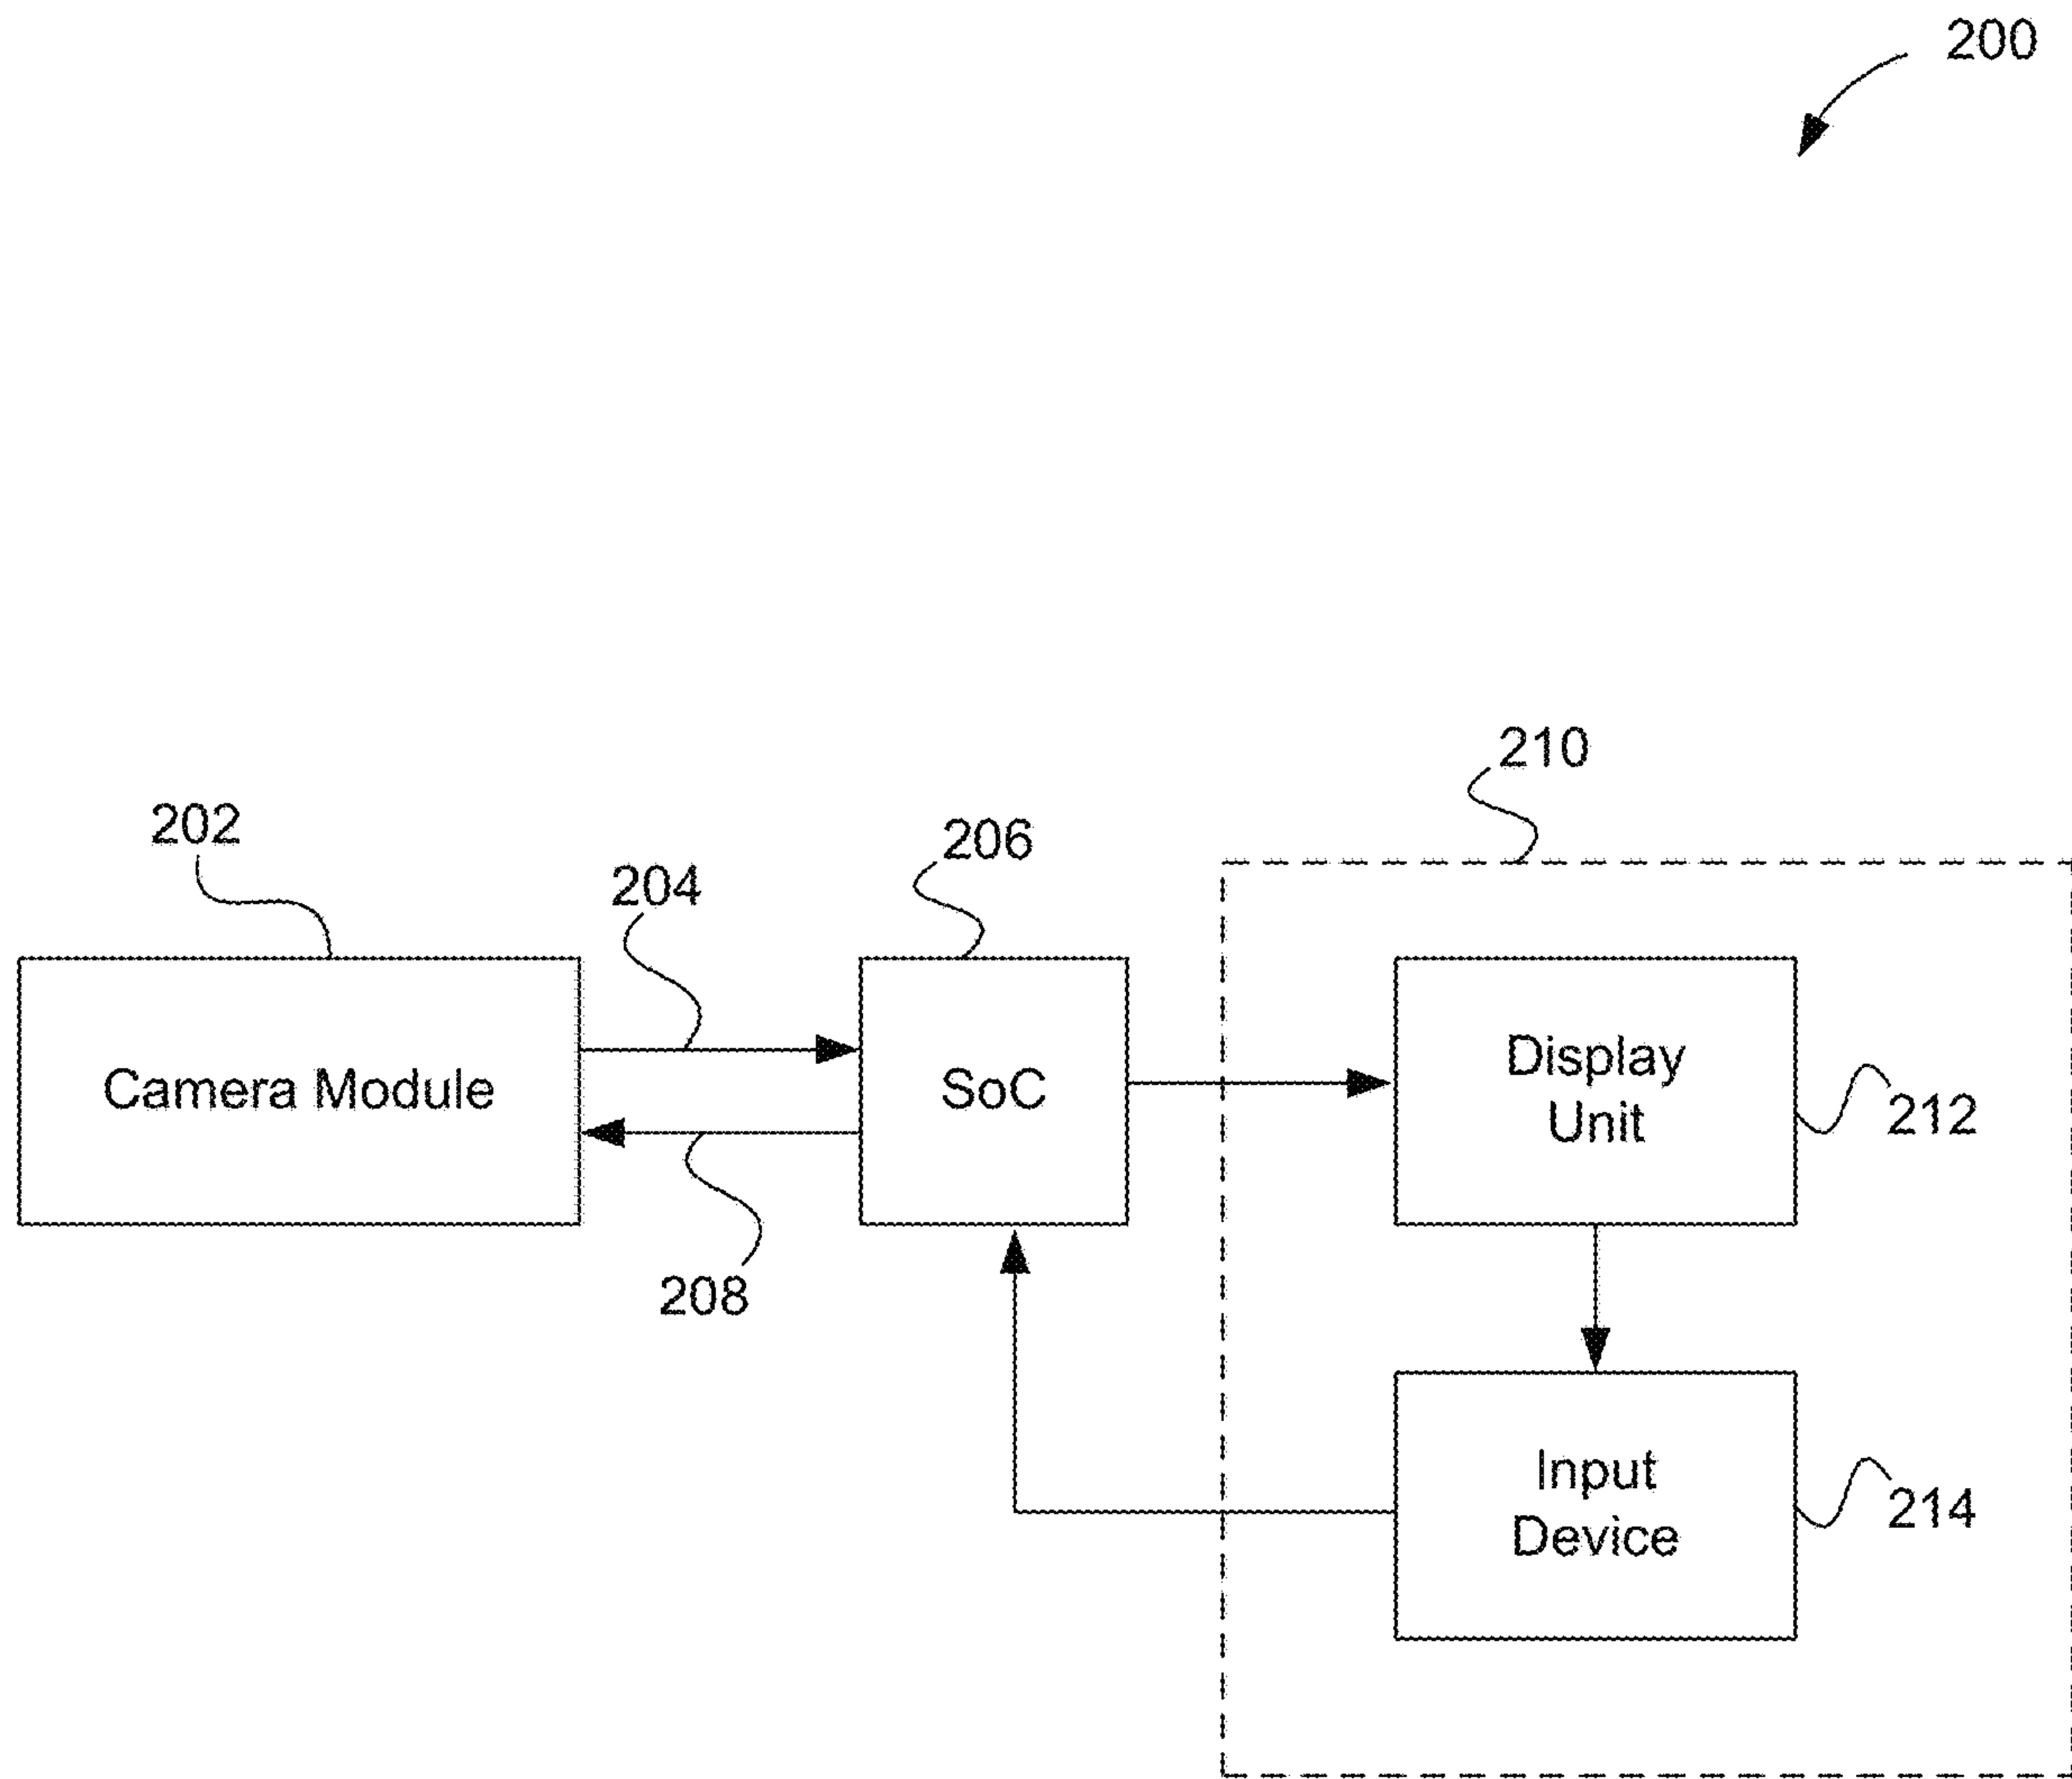 200
210
202
206
204
Camera Module
SoC
Display
Unit
212
208
Input
Device
214